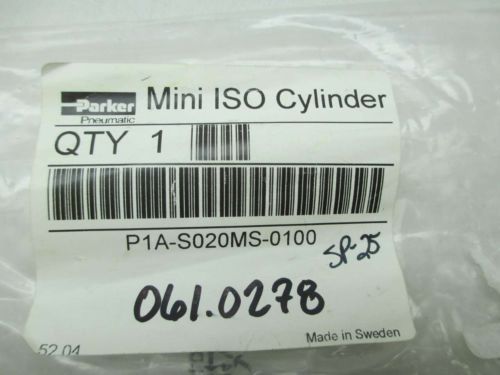 Parker Mini ISO Cylinder
Pneumatic
QTY 1
P1A-S020MS-0100
SP-25
061.0278
Made in Sweden
52 04